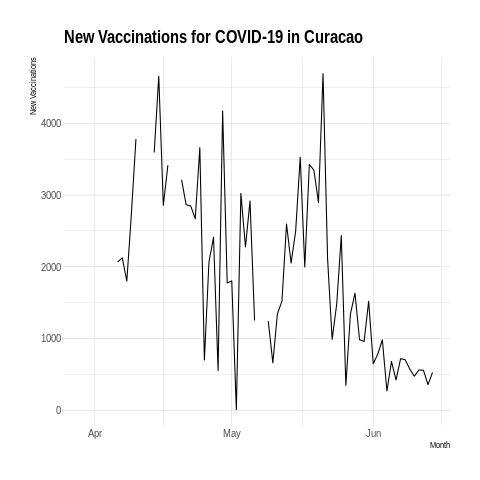 New Vaccinations for COVID-19 in Curacao
New Vaccinations
4000
3000
2000
1000
0
Apr
May
Jun
Month